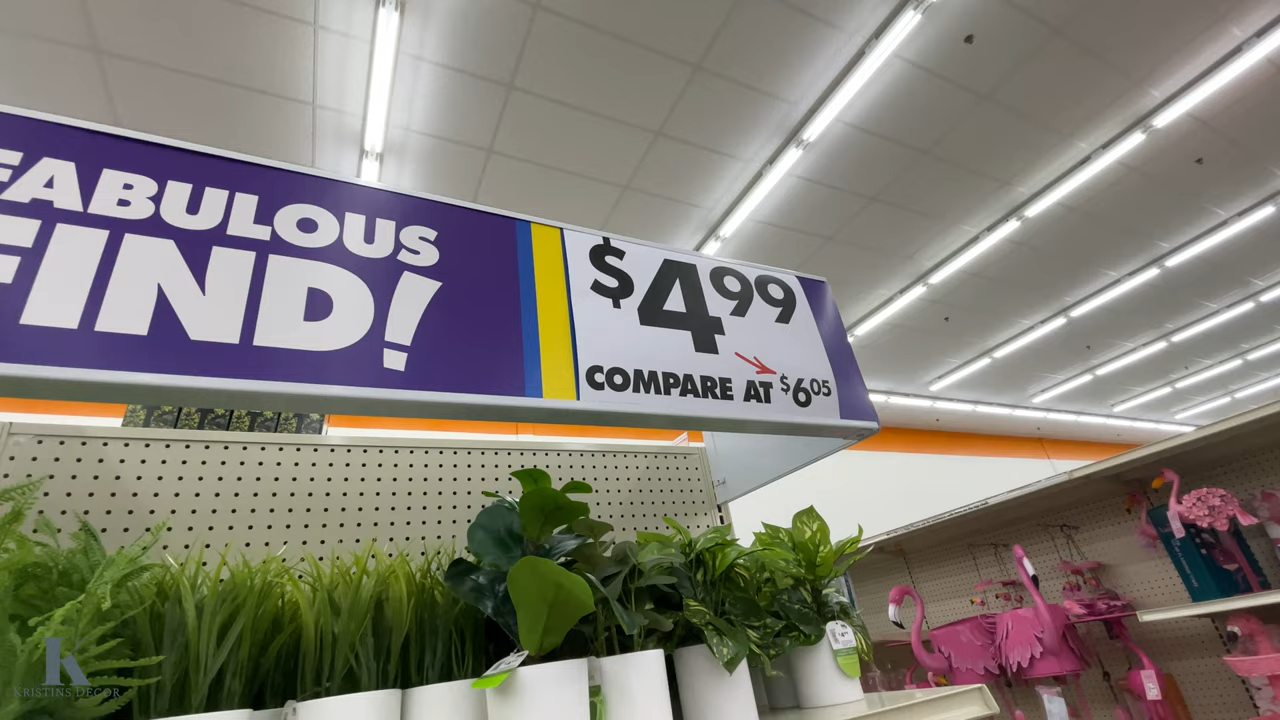 FABULOUS
FIND!
$4.99
COMPARE AT $6.05
K
KRISTINS DECOR